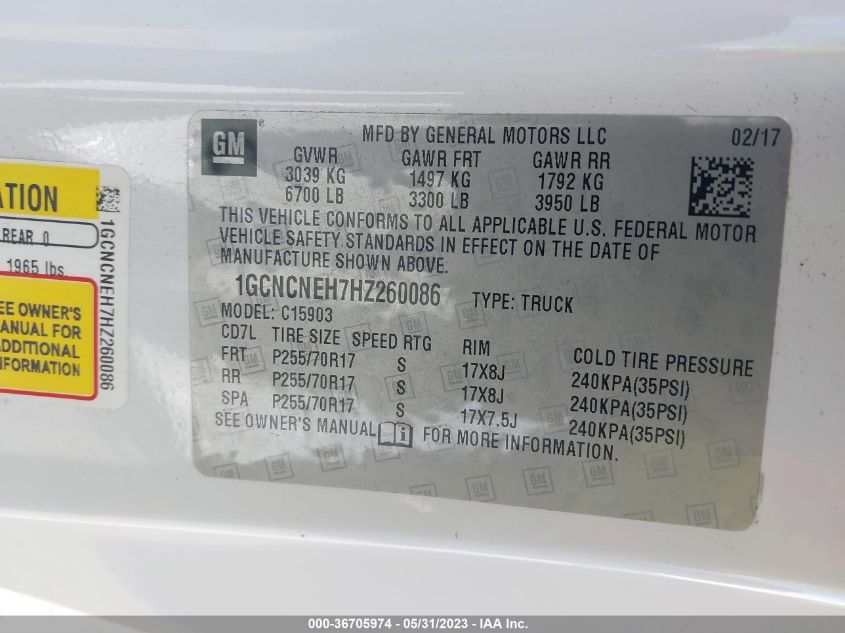 GM ®
MFD BY GENERAL MOTORS LLC 02/17
GVWR GAWR FRT GAWR RR
3039 KG 1497 KG 1792 KG
6700 LB 3300 LB 3950 LB
THIS VEHICLE CONFORMS TO ALL APPLICABLE U.S. FEDERAL MOTOR
VEHICLE SAFETY STANDARDS IN EFFECT ON THE DATE OF
MANUFACTURE SHOWN ABOVE.
1GCNCNEH7HZ260086 TYPE: TRUCK
MODEL: C15903
CD7L TIRE SIZE SPEED RTG RIM COLD TIRE PRESSURE
FRT P255/70R17 S 17X8J 240KPA(35PSI)
RR P255/70R17 S 17X8J 240KPA(35PSI)
SPA P255/70R17 S 17X7.5J 240KPA(35PSI)
SEE OWNER'S MANUAL FOR MORE INFORMATION.
REAR 0
1965 lbs.
OWNER'S
FOR
1GCNCNEH7HZ260086
000-36705974 - 05/31/2023 - 17 Images - IAA Inc.